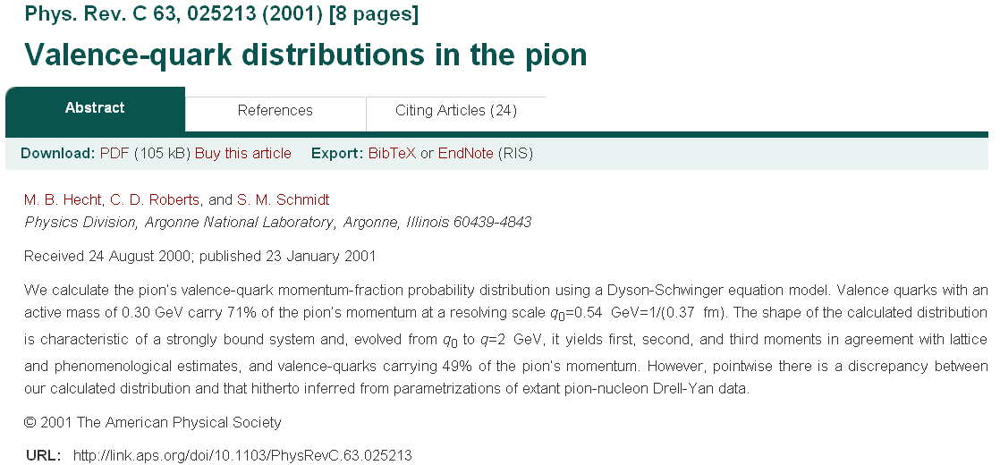 Phys. Rev. C 63, 025213 (2001) [8 pages]
Valence-quark distributions in the pion
Abstract References Citing Articles (24)
Download: PDF (105 kB) Buy this article Export: BibTeX or EndNote (RIS)
M. B. Hecht, C. D. Roberts, and S. M. Schmidt
Physics Division, Argonne National Laboratory, Argonne, Illinois 60439-4843
Received 24 August 2000; published 23 January 2001
We calculate the pion's valence-quark momentum-fraction probability distribution using a Dyson-Schwinger equation model. Valence quarks with an
active mass of 0.30 GeV carry 71% of the pion's momentum at a resolving scale q0=0.54 GeV=1/(0.37 fm). The shape of the calculated distribution
is characteristic of a strongly bound system and, evolved from q0 to q=2 GeV, it yields first, second, and third moments in agreement with lattice
and phenomenological estimates, and valence-quarks carrying 49% of the pion's momentum. However, pointwise there is a discrepancy between
our calculated distribution and that hitherto inferred from parametrizations of extant pion-nucleon Drell-Yan data.
© 2001 The American Physical Society
URL: http://link.aps.org/doi/10.1103/PhysRevC.63.025213